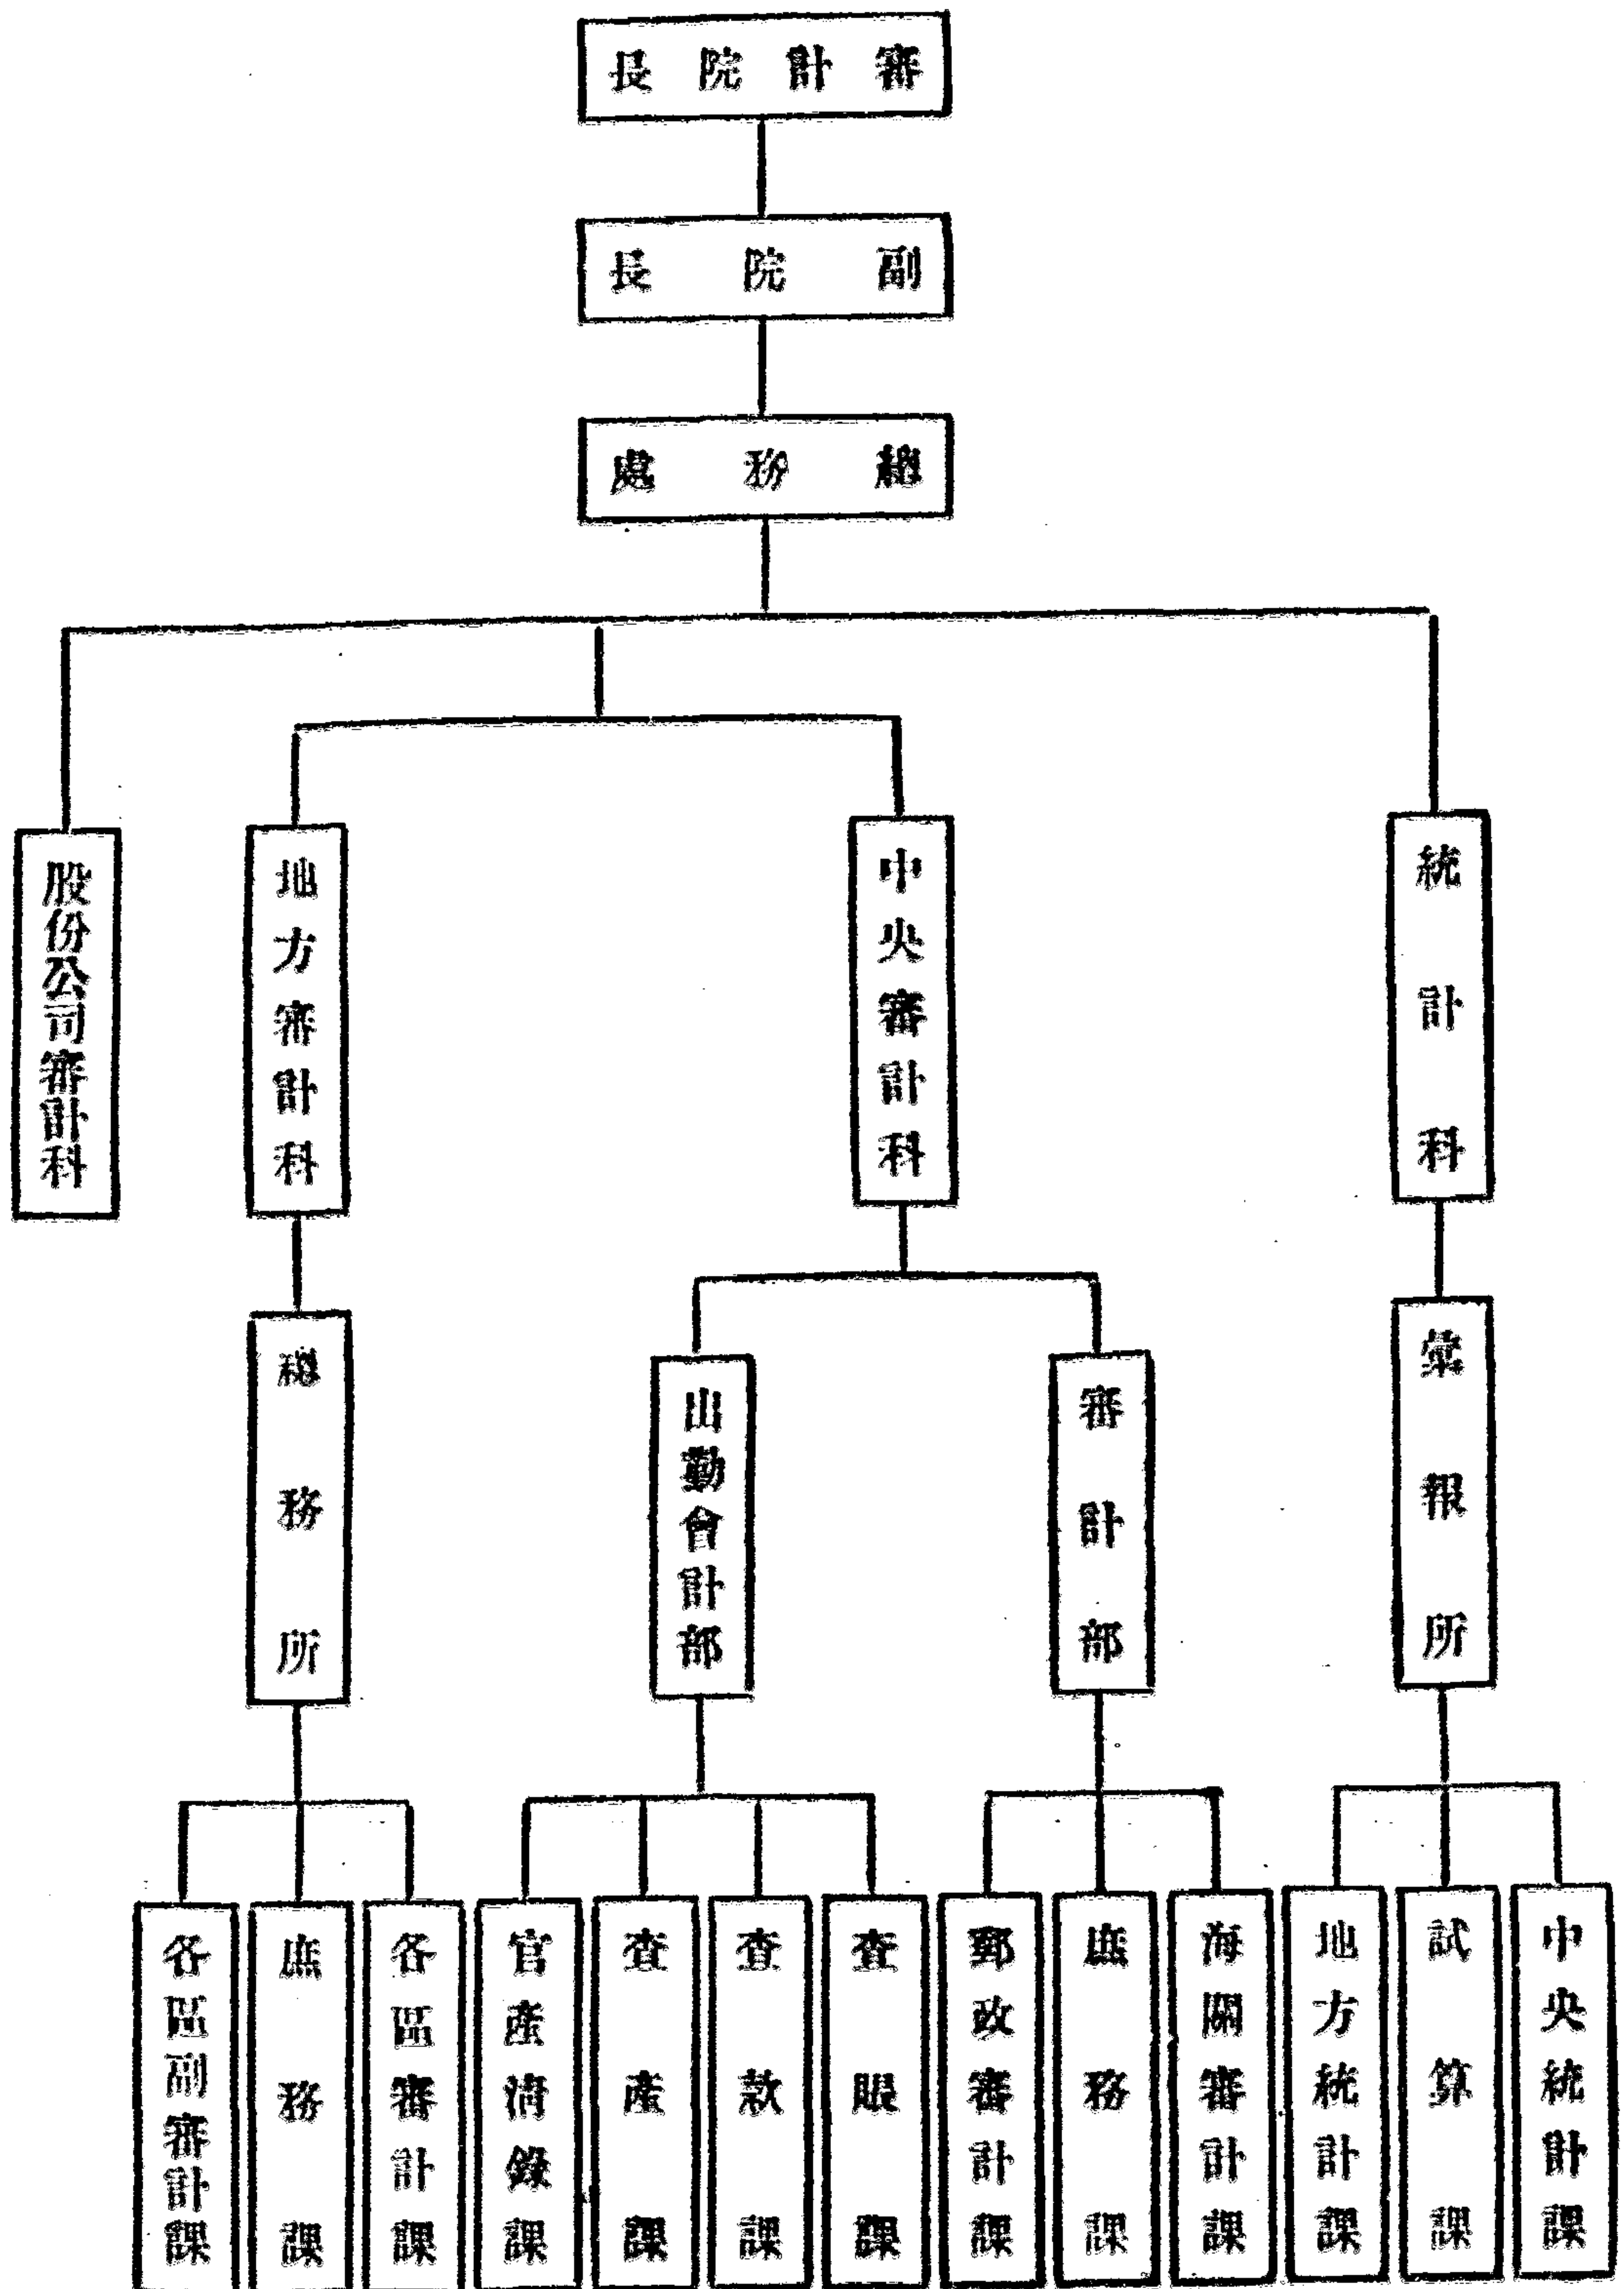 審計院長
副院長
總務處
統計科
中央審計科
地方審計科
股份公司審計科
彙報所
審計部
出勤會計部
總務所
中央統計課
試算課
地方統計課
海關審計課
庶務課
郵政審計課
查賬課
查款課
查產課
官產清錄課
各區審計課
庶務課
各區副審計課